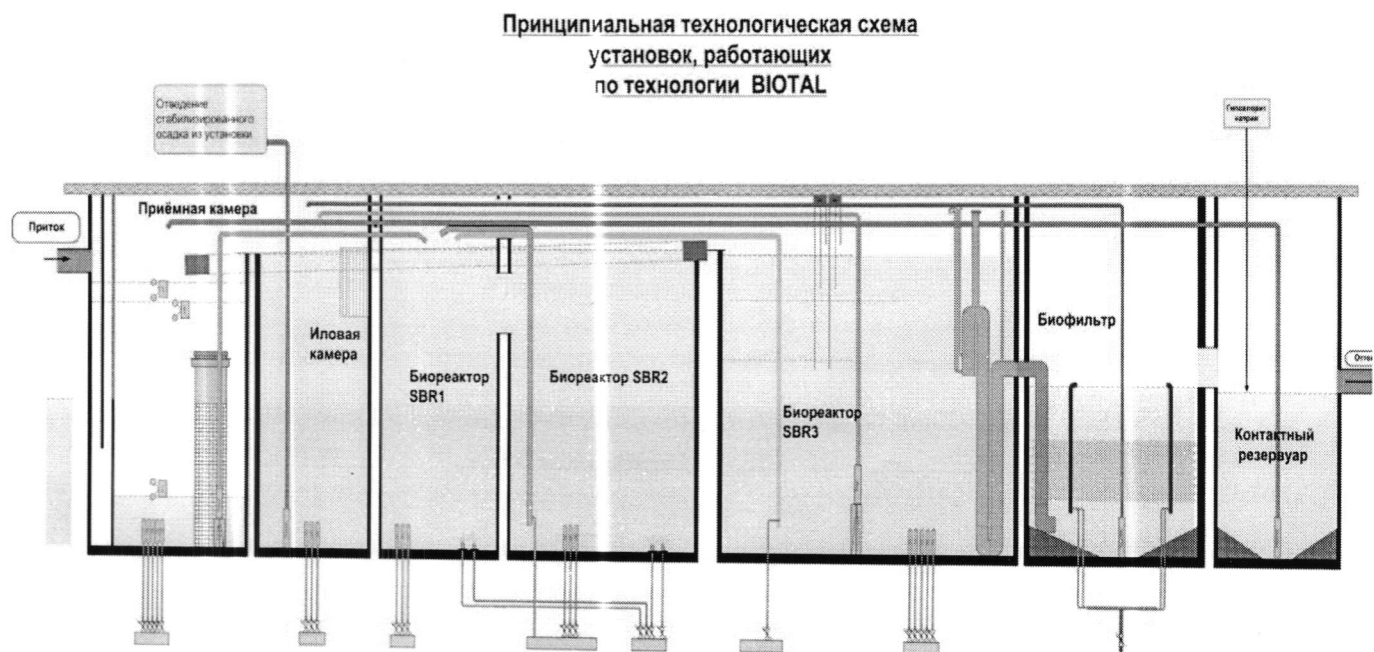 Принципиальная технологическая схема
установок, работающих
по технологии BIOTAL
Отведение
стабилизированного
осадка из установки
Гипохлорит
натрия
Приёмная камера
Приток
Иловая
камера
Биореактор
SBR1
Биореактор SBR2
Биореактор
SBR3
Биофильтр
Контактный
резервуар